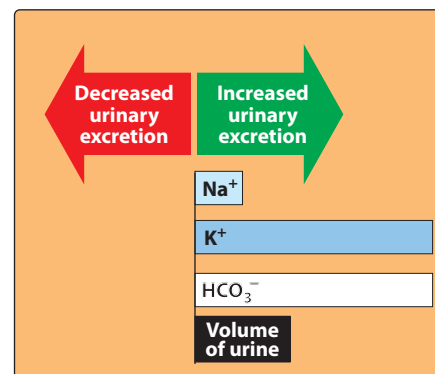 Decreased
urinary
excretion
Increased
urinary
excretion
Na⁺
K⁺
HCO₃⁻
Volume
of urine